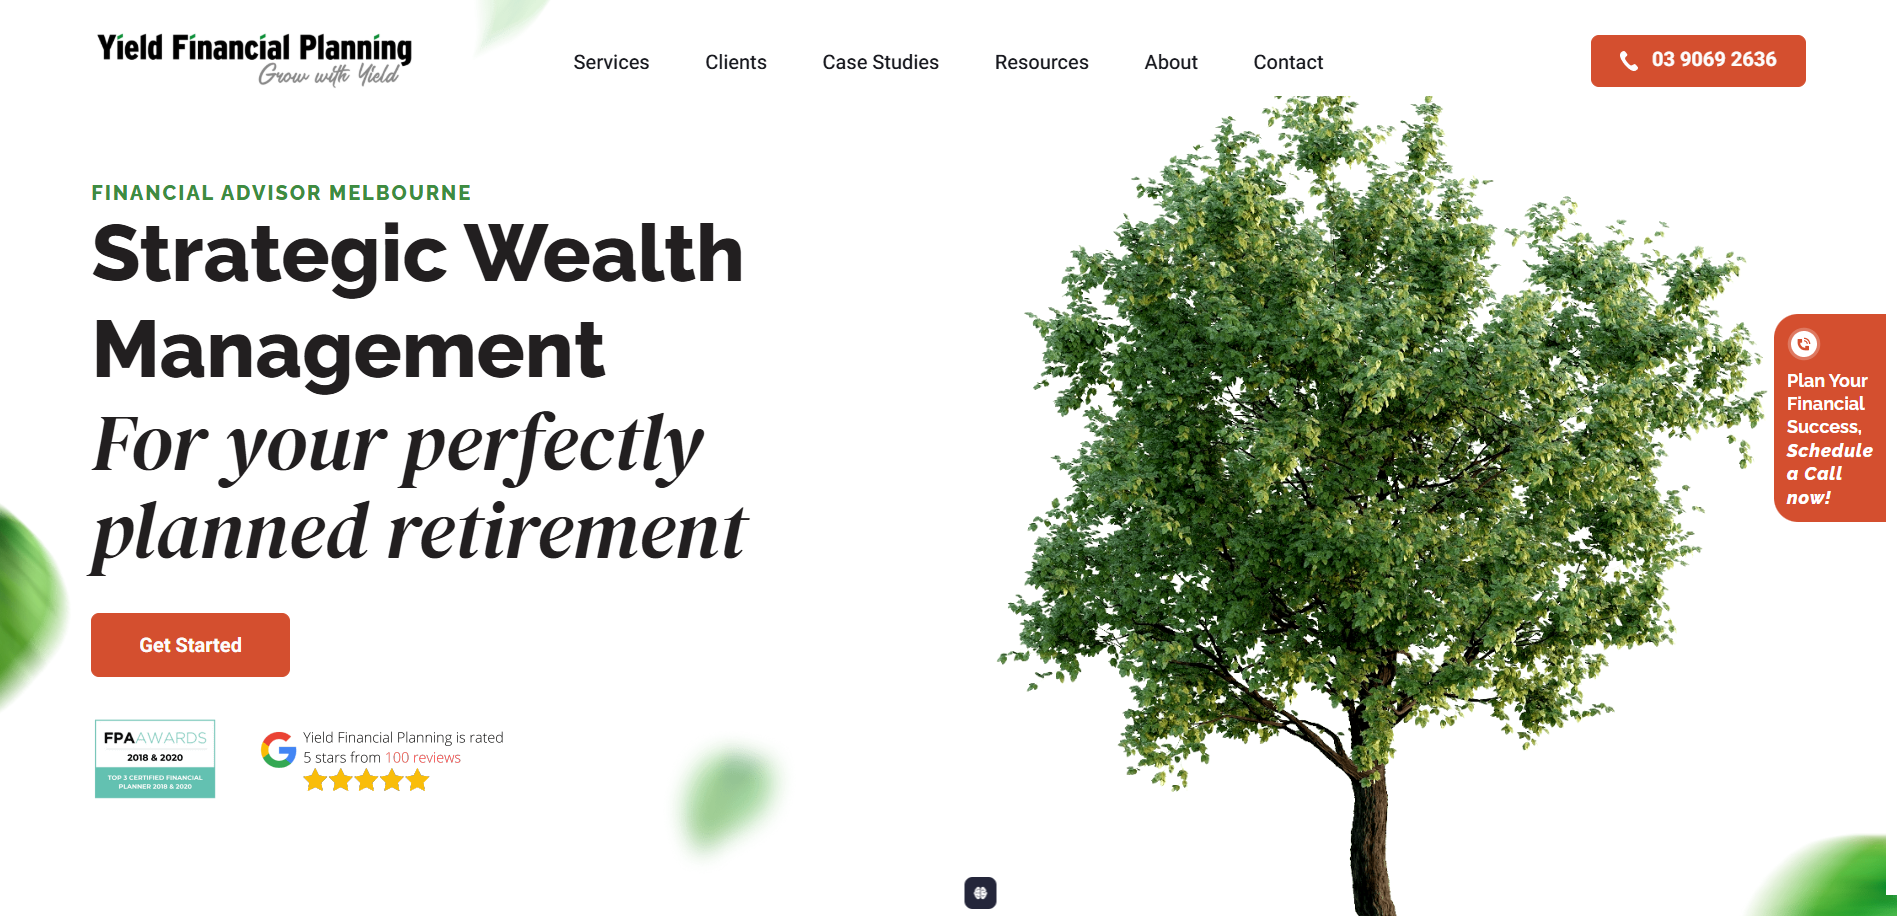 Yield Financial Planning
Grow with Yield
Services
Clients
Case Studies
Resources
About
Contact
03 9069 2636
FINANCIAL ADVISOR MELBOURNE
Strategic Wealth
Management
For your perfectly
planned retirement
Get Started
FPAAWARDS
2018 & 2020
TOP 3 CERTIFIED FINANCIAL
PLANNER 2018 & 2020
Yield Financial Planning is rated
5 stars from 100 reviews
Plan Your
Financial
Success,
Schedule
a Call
now!